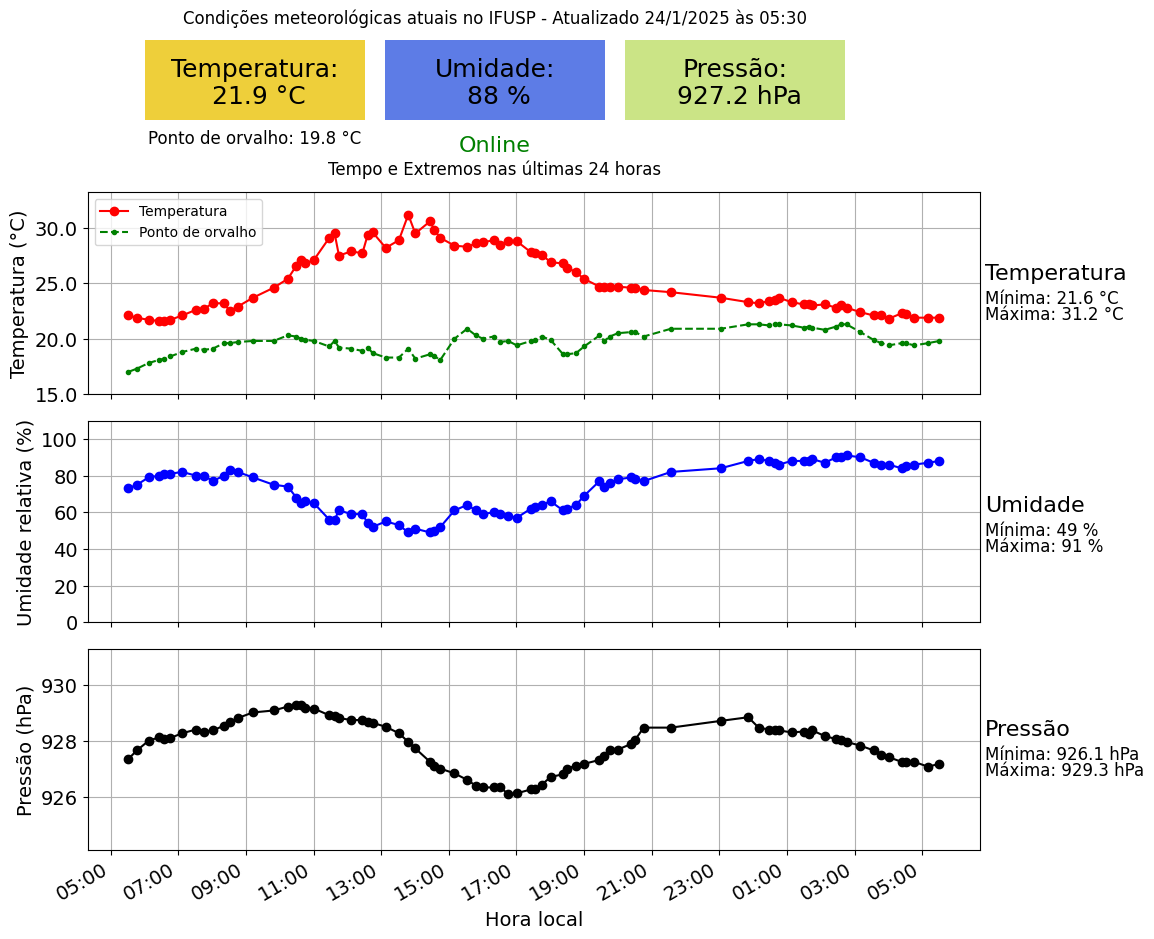 Condições meteorológicas atuais no IFUSP - Atualizado 24/1/2025 às 05:30
Temperatura:
21.9 °C
Umidade:
88 %
Pressão:
927.2 hPa
Ponto de orvalho: 19.8 °C
Online
Tempo e Extremos nas últimas 24 horas
Temperatura (°C)
30.0
25.0
20.0
15.0
Temperatura
Ponto de orvalho
Temperatura
Mínima: 21.6 °C
Máxima: 31.2 °C
Umidade relativa (%)
100
80
60
40
20
0
Umidade
Mínima: 49 %
Máxima: 91 %
Pressão (hPa)
930
928
926
Pressão
Mínima: 926.1 hPa
Máxima: 929.3 hPa
05:00 07:00 09:00 11:00 13:00 15:00 17:00 19:00 21:00 23:00 01:00 03:00 05:00
Hora local